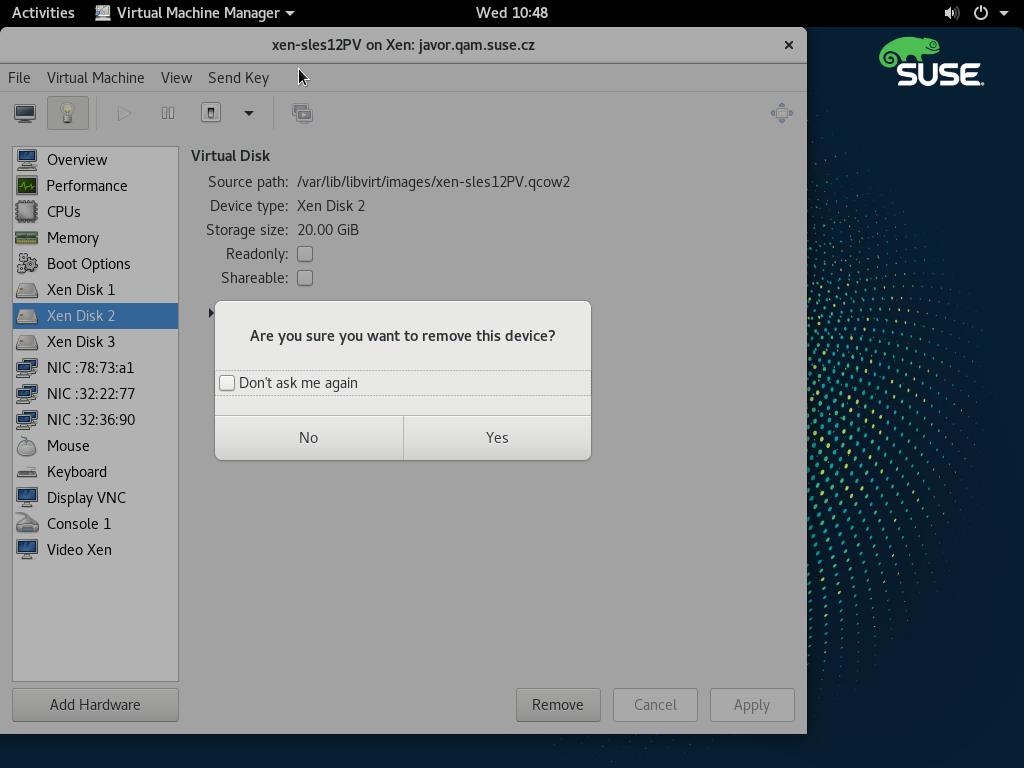 Activities Virtual Machine Manager Wed 10:48
xen-sles12PV on Xen: javor.qam.suse.cz
File Virtual Machine View Send Key
SUSE
Overview
Performance
CPUs
Memory
Boot Options
Xen Disk 1
Xen Disk 2
Xen Disk 3
NIC :78:73:a1
NIC :32:22:77
NIC :32:36:90
Mouse
Keyboard
Display VNC
Console 1
Video Xen
Add Hardware
Virtual Disk
Source path: /var/lib/libvirt/images/xen-sles12PV.qcow2
Device type: Xen Disk 2
Storage size: 20.00 GiB
Readonly:
Shareable:
Are you sure you want to remove this device?
Don't ask me again
No Yes
Remove Cancel Apply